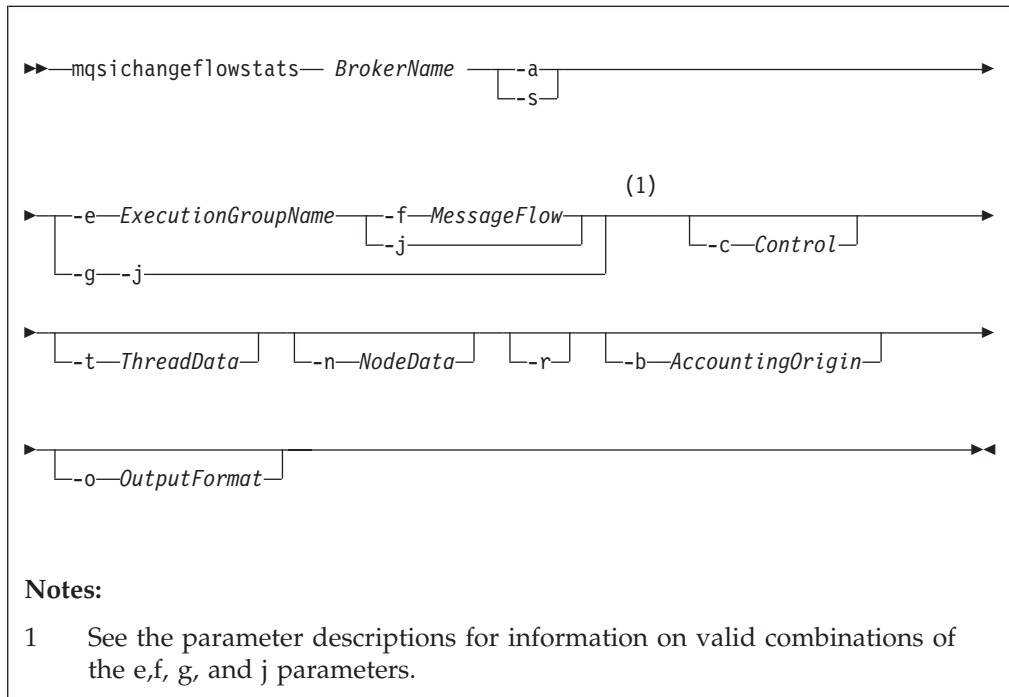 mqsichangeflowstats BrokerName -a
-s
(1)
-e ExecutionGroupName -f MessageFlow
-j -c Control
-g -j
-t ThreadData -n NodeData -r -b AccountingOrigin
-o OutputFormat
Notes:
1 See the parameter descriptions for information on valid combinations of
the e,f, g, and j parameters.